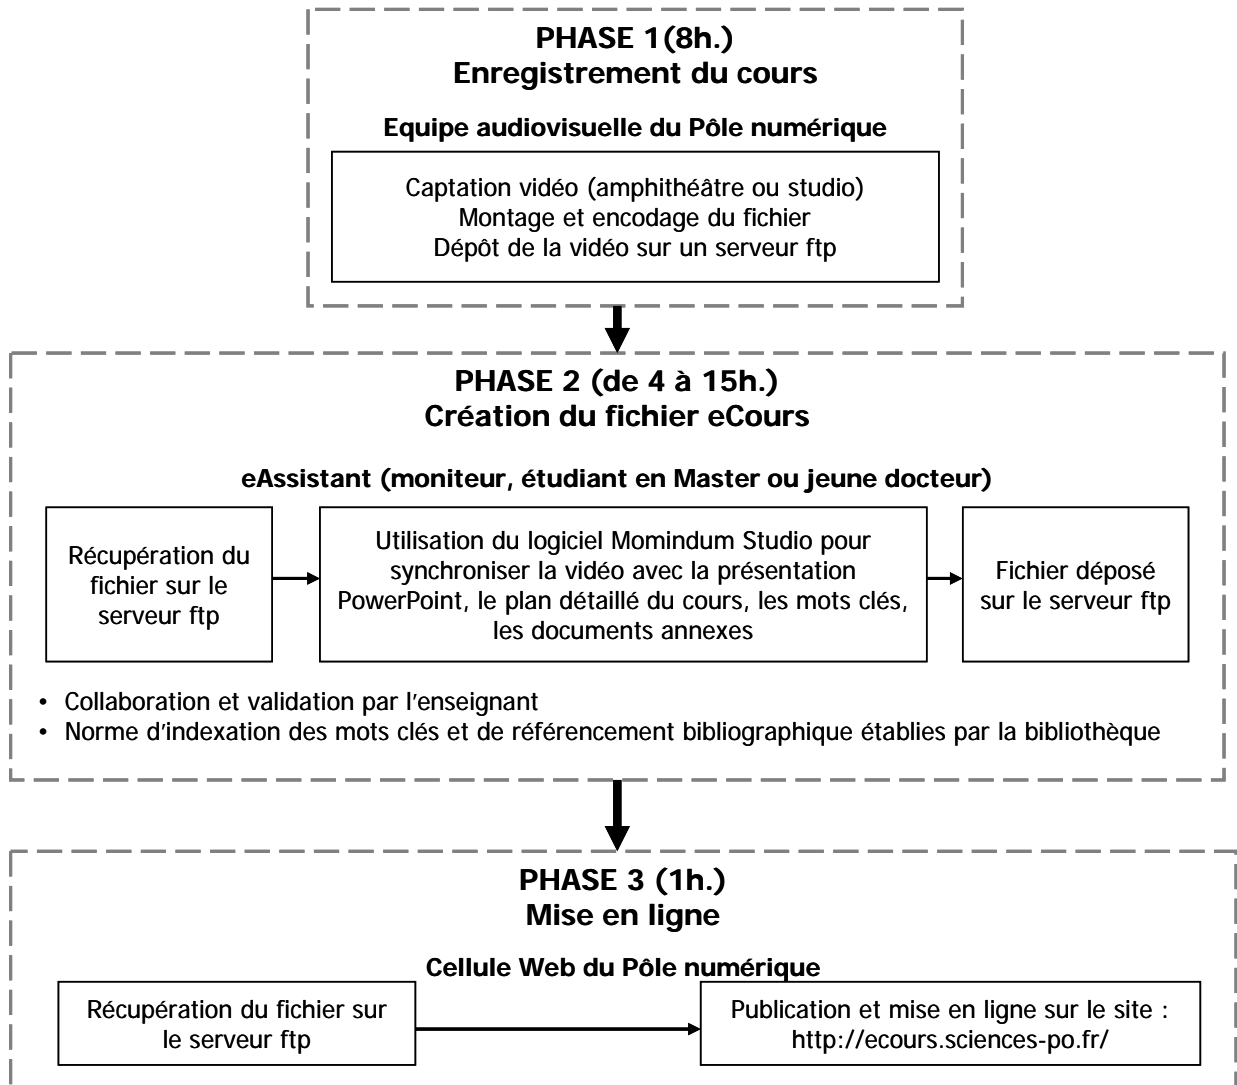 PHASE 1(8h.)
Enregistrement du cours
Equipe audiovisuelle du Pôle numérique
Captation vidéo (amphithéâtre ou studio)
Montage et encodage du fichier
Dépôt de la vidéo sur un serveur ftp
PHASE 2 (de 4 à 15h.)
Création du fichier eCours
eAssistant (moniteur, étudiant en Master ou jeune docteur)
Récupération du
fichier sur le
serveur ftp
Utilisation du logiciel Momindum Studio pour
synchroniser la vidéo avec la présentation
PowerPoint, le plan détaillé du cours, les mots clés,
les documents annexes
Fichier déposé
sur le serveur ftp
• Collaboration et validation par l'enseignant
• Norme d'indexation des mots clés et de référencement bibliographique établies par la bibliothèque
PHASE 3 (1h.)
Mise en ligne
Cellule Web du Pôle numérique
Récupération du fichier sur
le serveur ftp
Publication et mise en ligne sur le site :
http://ecours.sciences-po.fr/